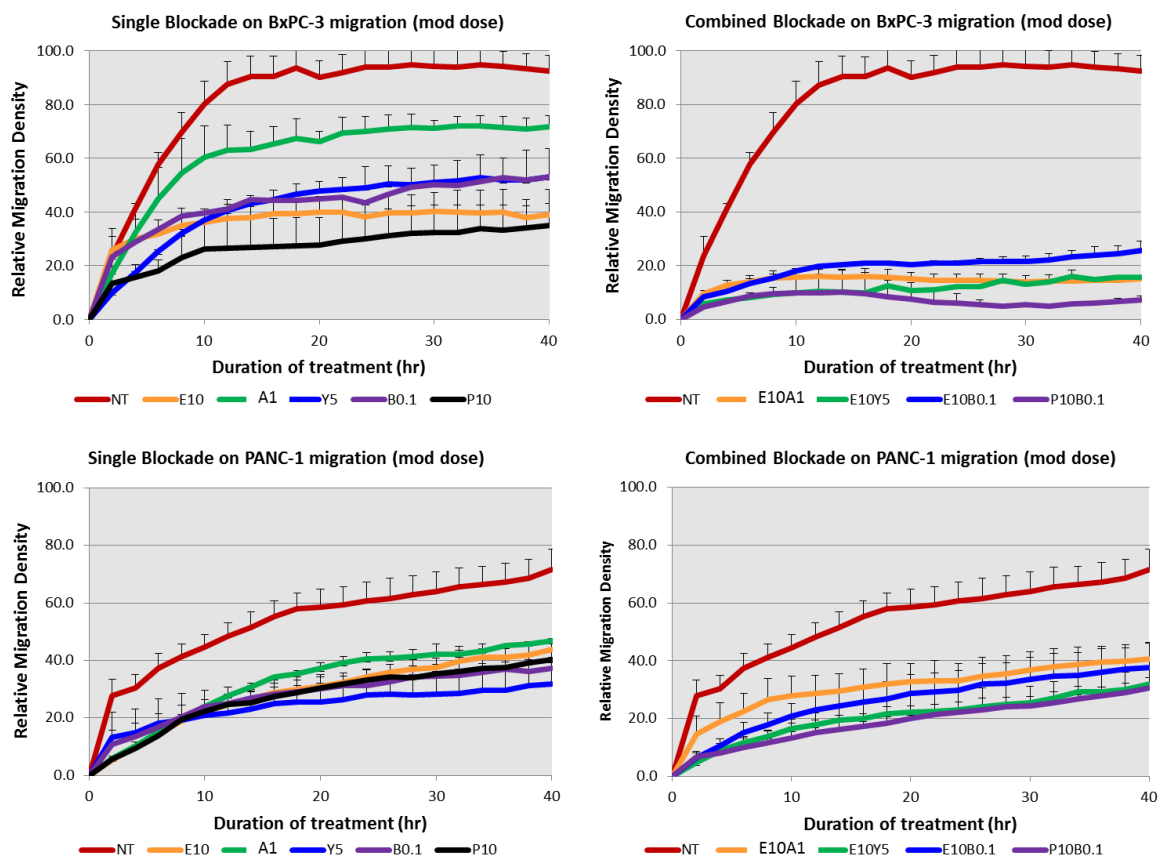 Single Blockade on BxPC-3 migration (mod dose)
Relative Migration Density
100.0
80.0
60.0
40.0
20.0
0.0
0 10 20 30 40
Duration of treatment (hr)
NT E10 A1 Y5 B0.1 P10
Combined Blockade on BxPC-3 migration (mod dose)
Relative Migration Density
100.0
80.0
60.0
40.0
20.0
0.0
0 10 20 30 40
Duration of treatment (hr)
NT E10A1 E10Y5 E10B0.1 P10B0.1
Single Blockade on PANC-1 migration (mod dose)
Relative Migration Density
100.0
80.0
60.0
40.0
20.0
0.0
0 10 20 30 40
Duration of treatment (hr)
NT E10 A1 Y5 B0.1 P10
Combined Blockade on PANC-1 migration (mod dose)
Relative Migration Density
100.0
80.0
60.0
40.0
20.0
0.0
0 10 20 30 40
Duration of treatment (hr)
NT E10A1 E10Y5 E10B0.1 P10B0.1